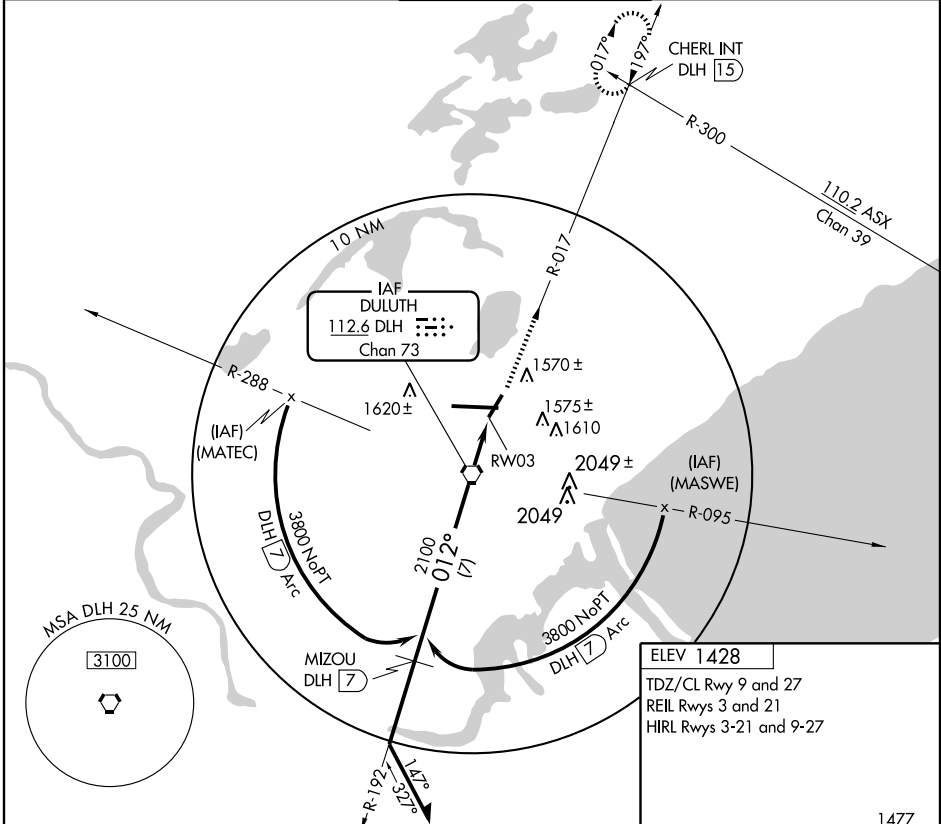 017°
197°
CHERL INT
DLH 15
R-300
110.2 ASX
Chan 39
10 NM
R-017
IAF
DULUTH
112.6 DLH
Chan 73
R-288
1570 ±
1620 ±
1575 ±
1610
(IAF)
(MATEC)
RW03
2049 ±
2049
(IAF)
(MASWE)
R-095
3800 NoPT
DLH 7 Arc
2100
012°
(7)
3800 NoPT
DLH 7 Arc
MSA DLH 25 NM
3100
MIZOU
DLH 7
R-192
147°
327°
ELEV 1428
TDZ/CL Rwy 9 and 27
REIL Rwys 3 and 21
HIRL Rwys 3-21 and 9-27
1477